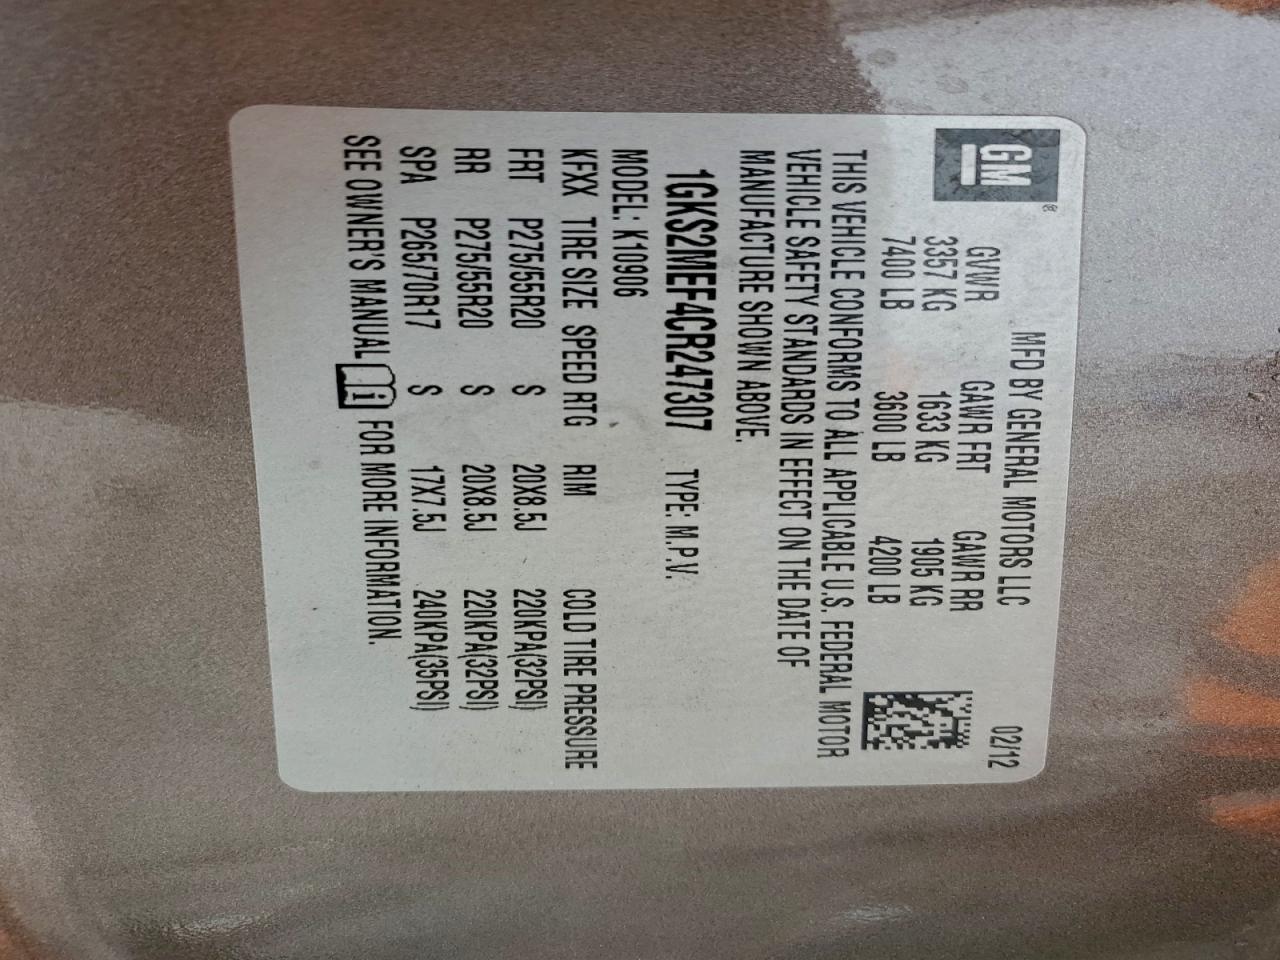 GM ®
MFD BY GENERAL MOTORS LLC 02/12
GVWR GAWR FRT GAWR RR
3357 KG 1633 KG 1905 KG
7400 LB 3600 LB 4200 LB
THIS VEHICLE CONFORMS TO ALL APPLICABLE U.S. FEDERAL MOTOR
VEHICLE SAFETY STANDARDS IN EFFECT ON THE DATE OF
MANUFACTURE SHOWN ABOVE.
1GKS2MEF4CR247307 TYPE: M.P.V.
MODEL: K10906
KFXX TIRE SIZE SPEED RTG RIM COLD TIRE PRESSURE
FRT P275/55R20 S 20X8.5J 220KPA(32PSI)
RR P275/55R20 S 20X8.5J 220KPA(32PSI)
SPA P265/70R17 S 17X7.5J 240KPA(35PSI)
SEE OWNER'S MANUAL i FOR MORE INFORMATION.